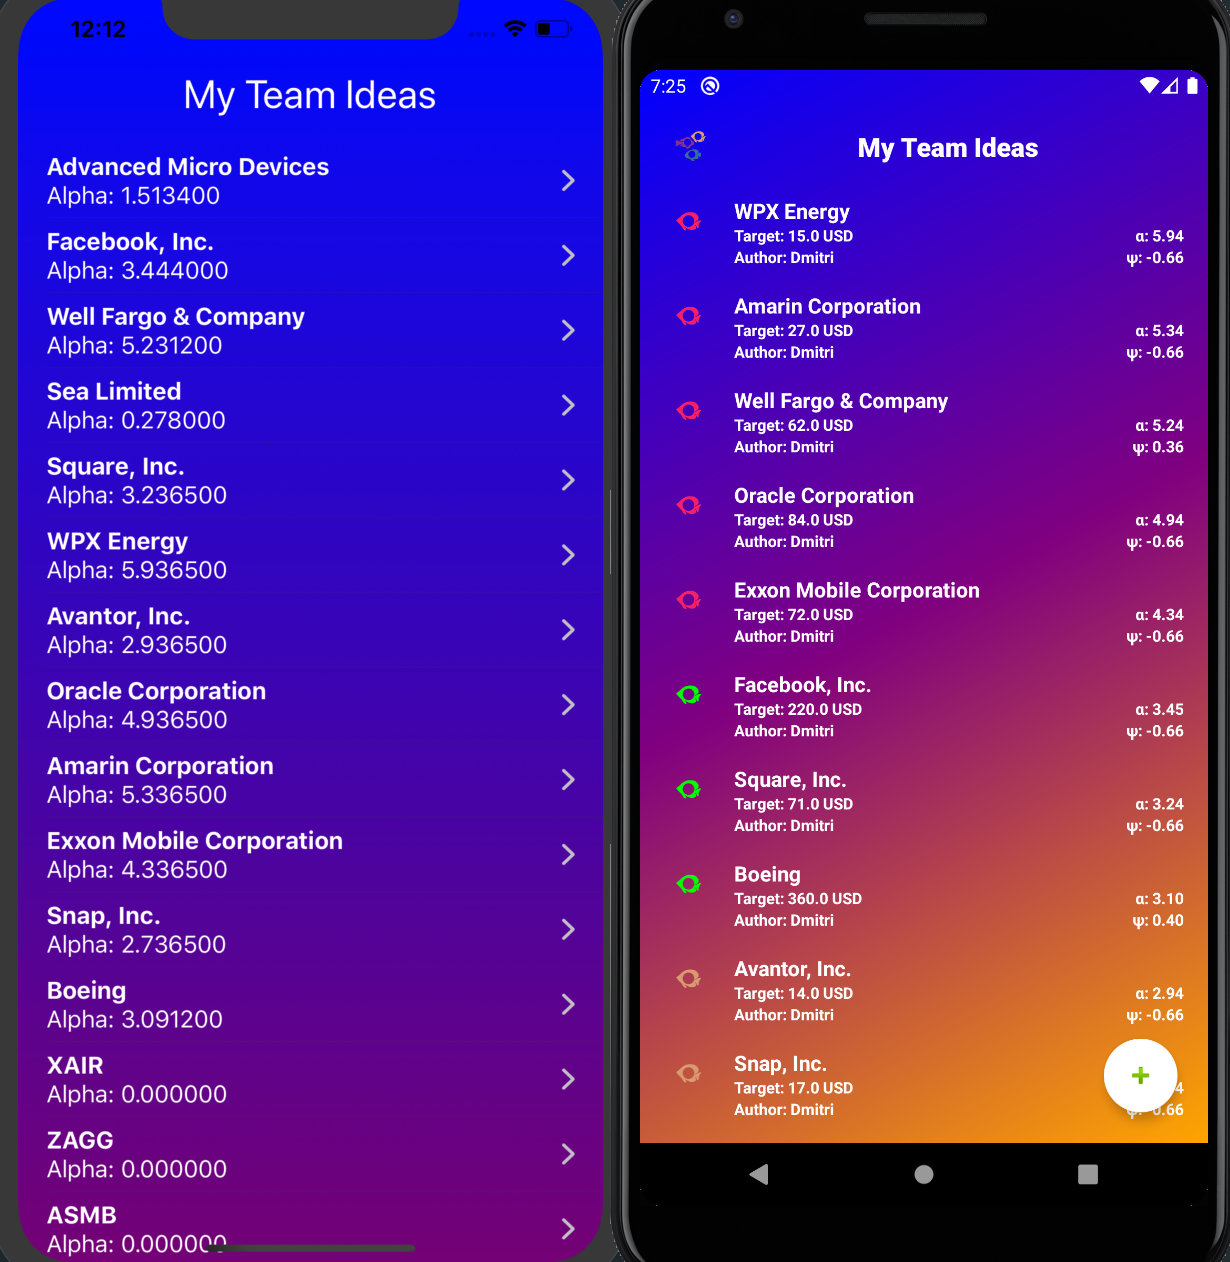 12:12
My Team Ideas
Advanced Micro Devices
Alpha: 1.513400
Facebook, Inc.
Alpha: 3.444000
Well Fargo & Company
Alpha: 5.231200
Sea Limited
Alpha: 0.278000
Square, Inc.
Alpha: 3.236500
WPX Energy
Alpha: 5.936500
Avantor, Inc.
Alpha: 2.936500
Oracle Corporation
Alpha: 4.936500
Amarin Corporation
Alpha: 5.336500
Exxon Mobile Corporation
Alpha: 4.336500
Snap, Inc.
Alpha: 2.736500
Boeing
Alpha: 3.091200
XAIR
Alpha: 0.000000
ZAGG
Alpha: 0.000000
ASMB
Alpha: 0.000000
7:25
My Team Ideas
WPX Energy
Target: 15.0 USD α: 5.94
Author: Dmitri ψ: -0.66
Amarin Corporation
Target: 27.0 USD α: 5.34
Author: Dmitri ψ: -0.66
Well Fargo & Company
Target: 62.0 USD α: 5.24
Author: Dmitri ψ: 0.36
Oracle Corporation
Target: 84.0 USD α: 4.94
Author: Dmitri ψ: -0.66
Exxon Mobile Corporation
Target: 72.0 USD α: 4.34
Author: Dmitri ψ: -0.66
Facebook, Inc.
Target: 220.0 USD α: 3.45
Author: Dmitri ψ: -0.66
Square, Inc.
Target: 71.0 USD α: 3.24
Author: Dmitri ψ: -0.66
Boeing
Target: 360.0 USD α: 3.10
Author: Dmitri ψ: 0.40
Avantor, Inc.
Target: 14.0 USD α: 2.94
Author: Dmitri ψ: -0.66
Snap, Inc.
Target: 17.0 USD
Author: Dmitri ψ: -0.66